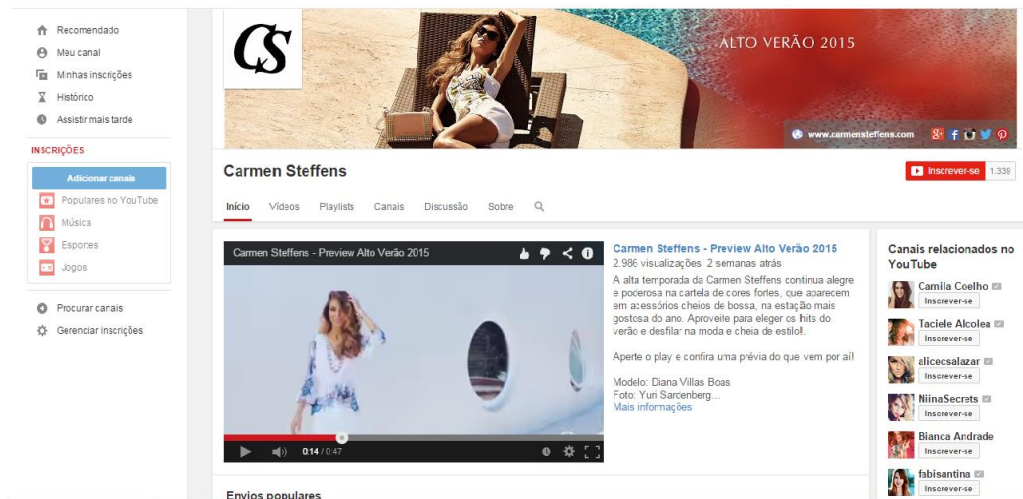 Recomendado
Meu canal
Minhas inscrições
Histórico
Assistir mais tarde
INSCRIÇÕES
Adicionar canais
Populares no YouTube
Música
Esportes
Jogos
Procurar canais
Gerenciar inscrições
CS
ALTO VERÃO 2015
www.carmensteffens.com
Carmen Steffens
Inscrever-se 1.339
Início Vídeos Playlists Canais Discussão Sobre
Carmen Steffens - Preview Alto Verão 2015
0:14 / 0:47
Carmen Steffens - Preview Alto Verão 2015
2.986 visualizações 2 semanas atrás
A alta temporada da Carmen Steffens continua alegre
e poderosa na cartela de cores fortes, que aparecem
em acessórios cheios de bossa, na estação mais
gostosa do ano. Aproveite para eleger os hits do
verão e desfilar na moda e cheia de estilo!.
Aperte o play e confira uma prévia do que vem por aí!
Modelo: Diana Villas Boas
Foto: Yuri Sardenberg...
Mais informações
Canais relacionados no
YouTube
Camila Coelho
Inscrever-se
Taciele Alcolea
Inscrever-se
alicecsalazar
Inscrever-se
NiinaSecrets
Inscrever-se
Bianca Andrade
Inscrever-se
fabisantina
Inscrever-se
Envios populares